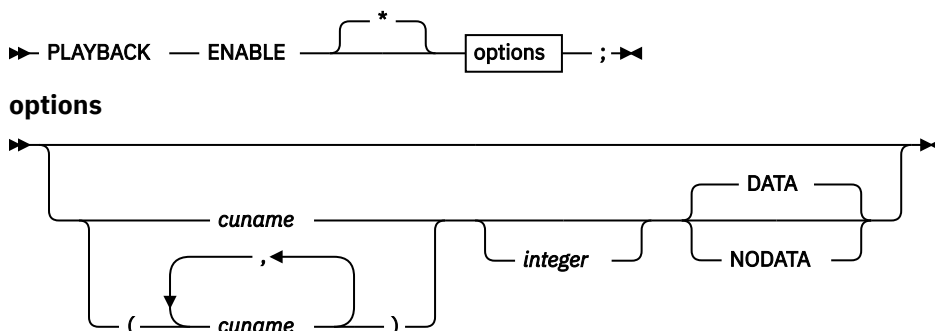 *
PLAYBACK ENABLE options ;
options
DATA
cuname
, integer NODATA
( cuname )